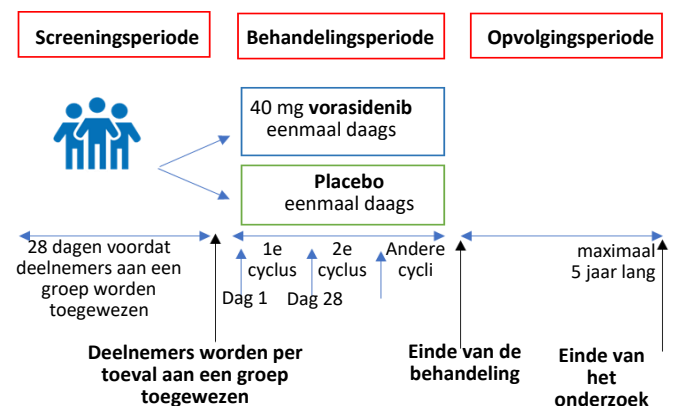 Screeningsperiode
Behandelingsperiode
Opvolgingsperiode
40 mg vorasidenib
eenmaal daags
Placebo
eenmaal daags
28 dagen voordat
deelnemers aan een
groep worden
toegewezen
1e
cyclus
2e
cyclus
Andere
cycli
maximaal
5 jaar lang
Dag 1
Dag 28
Deelnemers worden per
toeval aan een groep
toegewezen
Einde van de
behandeling
Einde van
het
onderzoek